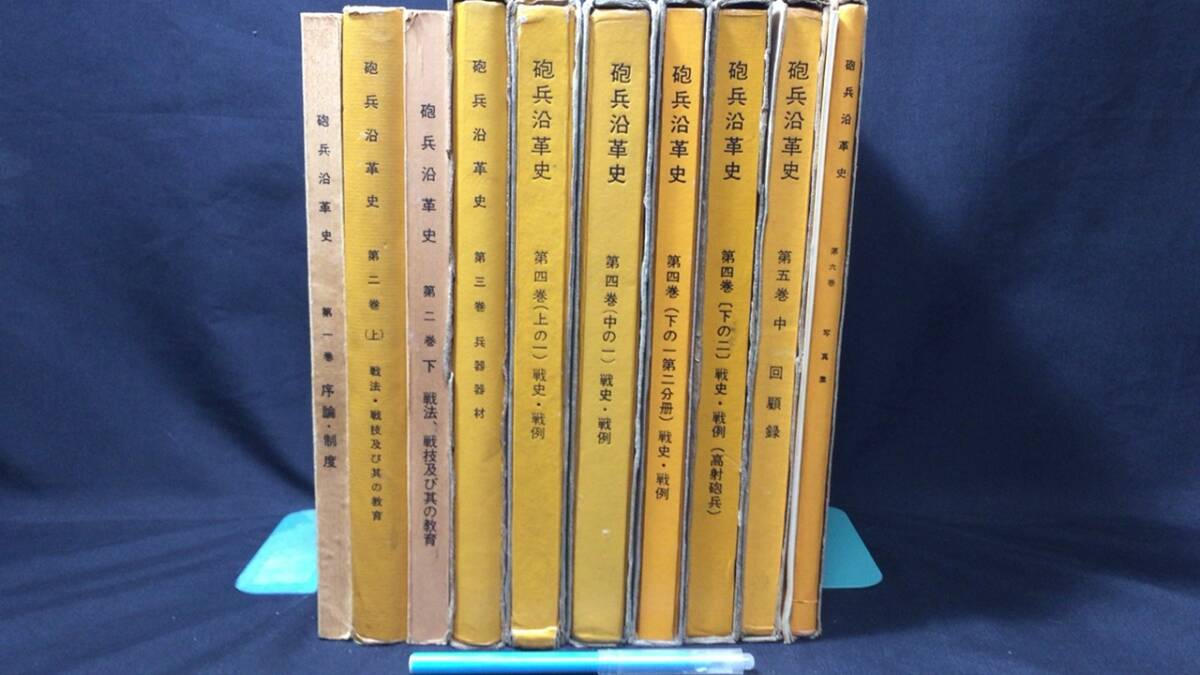 砲兵沿革史 第一巻 序論・制度
砲兵沿革史 第二巻(上) 戦法・戦技及び其の教育
砲兵沿革史 第二巻下 戦法、戦技及び其の教育
砲兵沿革史 第三巻 兵器器材
砲兵沿革史 第四巻(上の一) 戦史・戦例
砲兵沿革史 第四巻(中の一) 戦史・戦例
砲兵沿革史 第四巻(下の一第二分册) 戦史・戦例
砲兵沿革史 第四巻〔下の二〕 戦史・戦例(高射砲兵)
砲兵沿革史 第五巻 中 回顧録
砲兵沿革史 第六巻 写真集